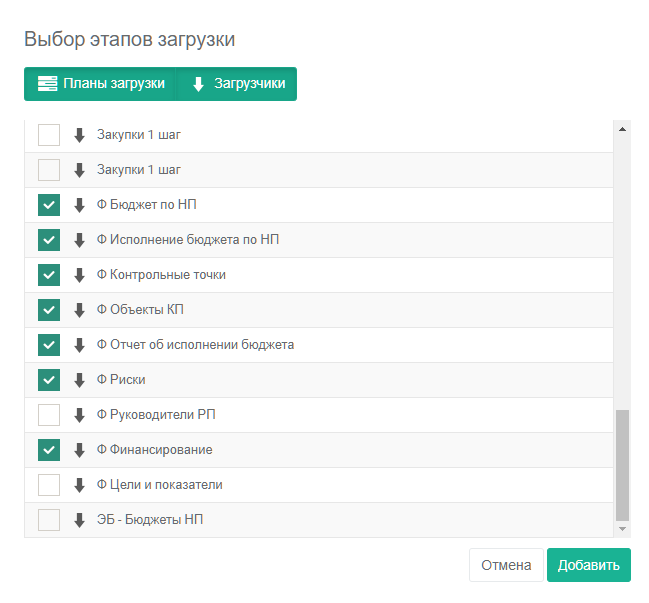 Выбор этапов загрузки
Планы загрузки Загрузчики
Закупки 1 шаг
Закупки 1 шаг
Ф Бюджет по НП
Ф Исполнение бюджета по НП
Ф Контрольные точки
Ф Объекты КП
Ф Отчет об исполнении бюджета
Ф Риски
Ф Руководители РП
Ф Финансирование
Ф Цели и показатели
ЭБ - Бюджеты НП
Отмена Добавить